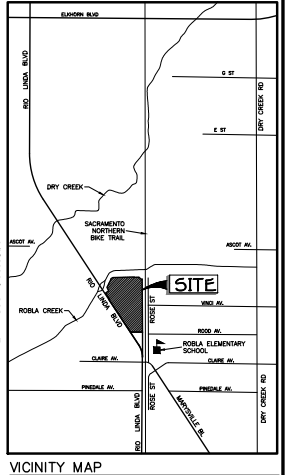 ELKHORN BLVD
RIO LINDA BLVD
G ST
DRY CREEK RD
E ST
DRY CREEK
SACRAMENTO
NORTHERN
BIKE TRAIL
ASCOT AV.
ASCOT AV.
SITE
RIO LINDA BLVD
ROSE ST
VINCI AV.
ROBLA CREEK
ROOD AV.
ROBLA ELEMENTARY
SCHOOL
CLAIRE AV.
CLAIRE AV.
PINEDALE AV.
PINEDALE AV.
RIO LINDA BLVD
ROSE ST
MARYSVILLE BL
DRY CREEK RD
VICINITY MAP